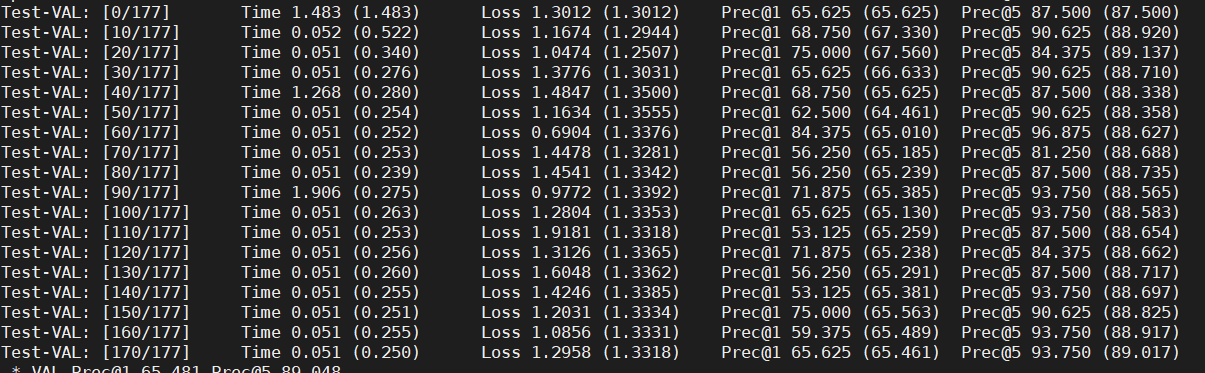 Test-VAL: [0/177] Time 1.483 (1.483) Loss 1.3012 (1.3012) Prec@1 65.625 (65.625) Prec@5 87.500 (87.500)
Test-VAL: [10/177] Time 0.052 (0.522) Loss 1.1674 (1.2944) Prec@1 68.750 (67.330) Prec@5 90.625 (88.920)
Test-VAL: [20/177] Time 0.051 (0.340) Loss 1.0474 (1.2507) Prec@1 75.000 (67.560) Prec@5 84.375 (89.137)
Test-VAL: [30/177] Time 0.051 (0.276) Loss 1.3776 (1.3031) Prec@1 65.625 (66.633) Prec@5 90.625 (88.710)
Test-VAL: [40/177] Time 1.268 (0.280) Loss 1.4847 (1.3500) Prec@1 68.750 (65.625) Prec@5 87.500 (88.338)
Test-VAL: [50/177] Time 0.051 (0.254) Loss 1.1634 (1.3555) Prec@1 62.500 (64.461) Prec@5 90.625 (88.358)
Test-VAL: [60/177] Time 0.051 (0.252) Loss 0.6904 (1.3376) Prec@1 84.375 (65.010) Prec@5 96.875 (88.627)
Test-VAL: [70/177] Time 0.051 (0.253) Loss 1.4478 (1.3281) Prec@1 56.250 (65.185) Prec@5 81.250 (88.688)
Test-VAL: [80/177] Time 0.051 (0.239) Loss 1.4541 (1.3342) Prec@1 56.250 (65.239) Prec@5 87.500 (88.735)
Test-VAL: [90/177] Time 1.906 (0.275) Loss 0.9772 (1.3392) Prec@1 71.875 (65.385) Prec@5 93.750 (88.565)
Test-VAL: [100/177] Time 0.051 (0.263) Loss 1.2804 (1.3353) Prec@1 65.625 (65.130) Prec@5 93.750 (88.583)
Test-VAL: [110/177] Time 0.051 (0.253) Loss 1.9181 (1.3318) Prec@1 53.125 (65.259) Prec@5 87.500 (88.654)
Test-VAL: [120/177] Time 0.051 (0.256) Loss 1.3126 (1.3365) Prec@1 71.875 (65.238) Prec@5 84.375 (88.662)
Test-VAL: [130/177] Time 0.051 (0.260) Loss 1.6048 (1.3362) Prec@1 56.250 (65.291) Prec@5 87.500 (88.717)
Test-VAL: [140/177] Time 0.051 (0.255) Loss 1.4246 (1.3385) Prec@1 53.125 (65.381) Prec@5 93.750 (88.697)
Test-VAL: [150/177] Time 0.051 (0.251) Loss 1.2031 (1.3334) Prec@1 75.000 (65.563) Prec@5 90.625 (88.825)
Test-VAL: [160/177] Time 0.051 (0.255) Loss 1.0856 (1.3331) Prec@1 59.375 (65.489) Prec@5 93.750 (88.917)
Test-VAL: [170/177] Time 0.051 (0.250) Loss 1.2958 (1.3318) Prec@1 65.625 (65.461) Prec@5 93.750 (89.017)
* VAL Prec@1 65.481 Prec@5 89.048